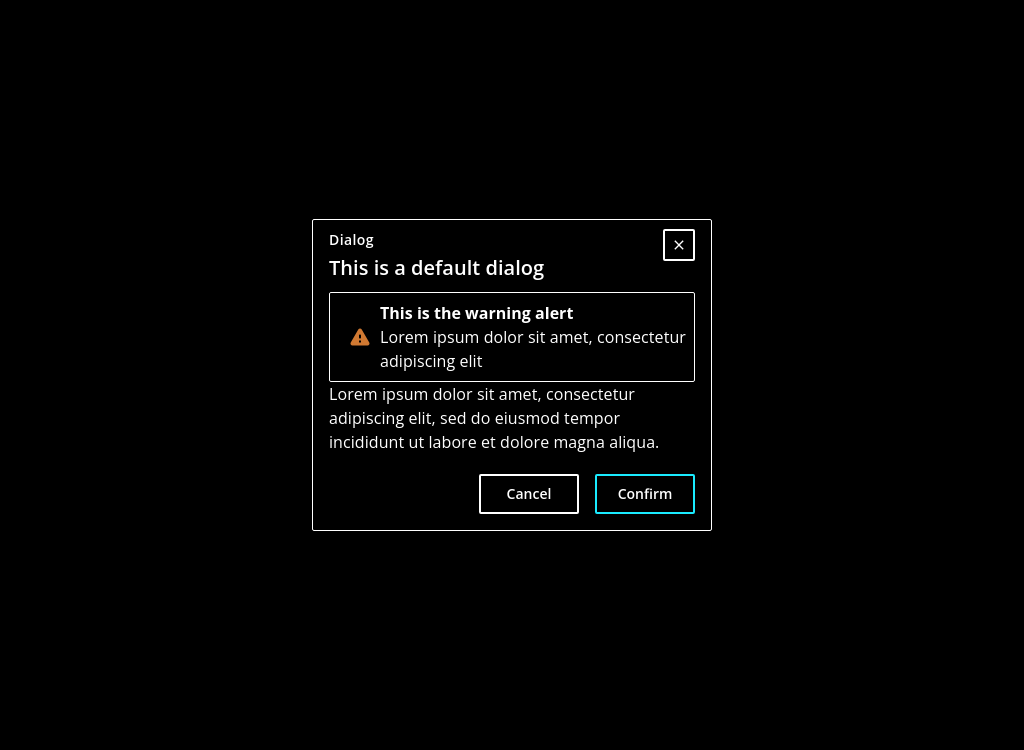 Dialog
This is a default dialog
This is the warning alert
Lorem ipsum dolor sit amet, consectetur
adipiscing elit
Lorem ipsum dolor sit amet, consectetur
adipiscing elit, sed do eiusmod tempor
incididunt ut labore et dolore magna aliqua.
Cancel Confirm